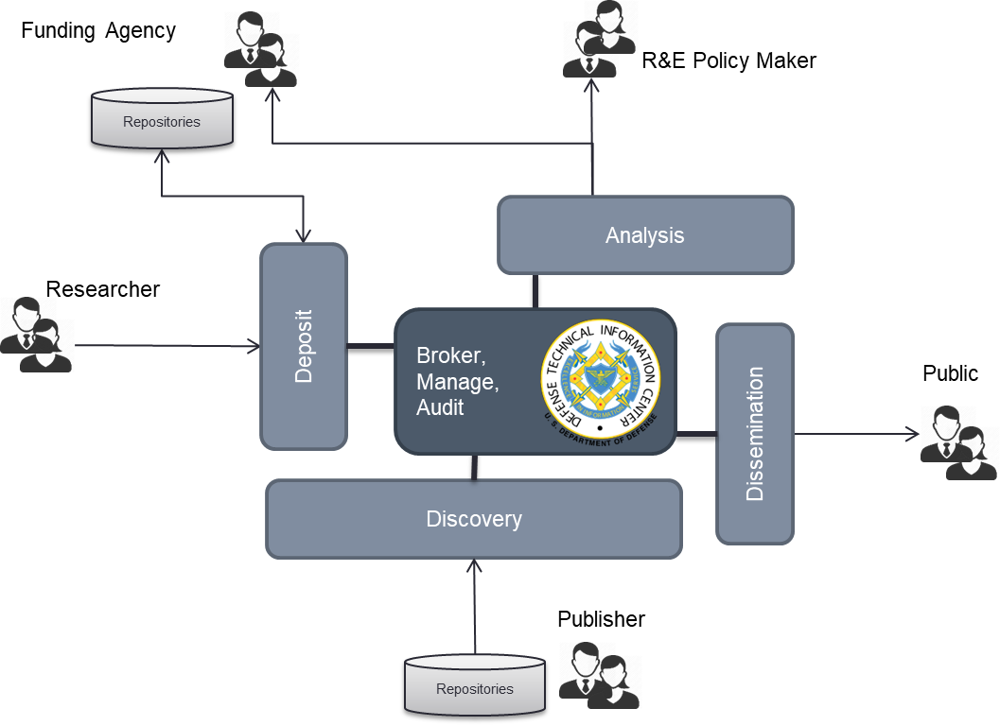 Funding Agency
R&E Policy Maker
Repositories
Analysis
Researcher
Deposit
Broker,
Manage,
Audit
DEFENSE TECHNICAL INFORMATION CENTER
U. S. DEPARTMENT OF DEFENSE
Dissemination
Public
Discovery
Publisher
Repositories